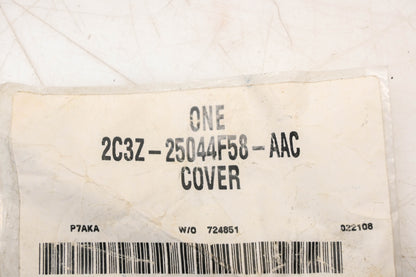 ONE
2C3Z-25044F58-AAC
COVER
P7AKA W/O 724851 022108